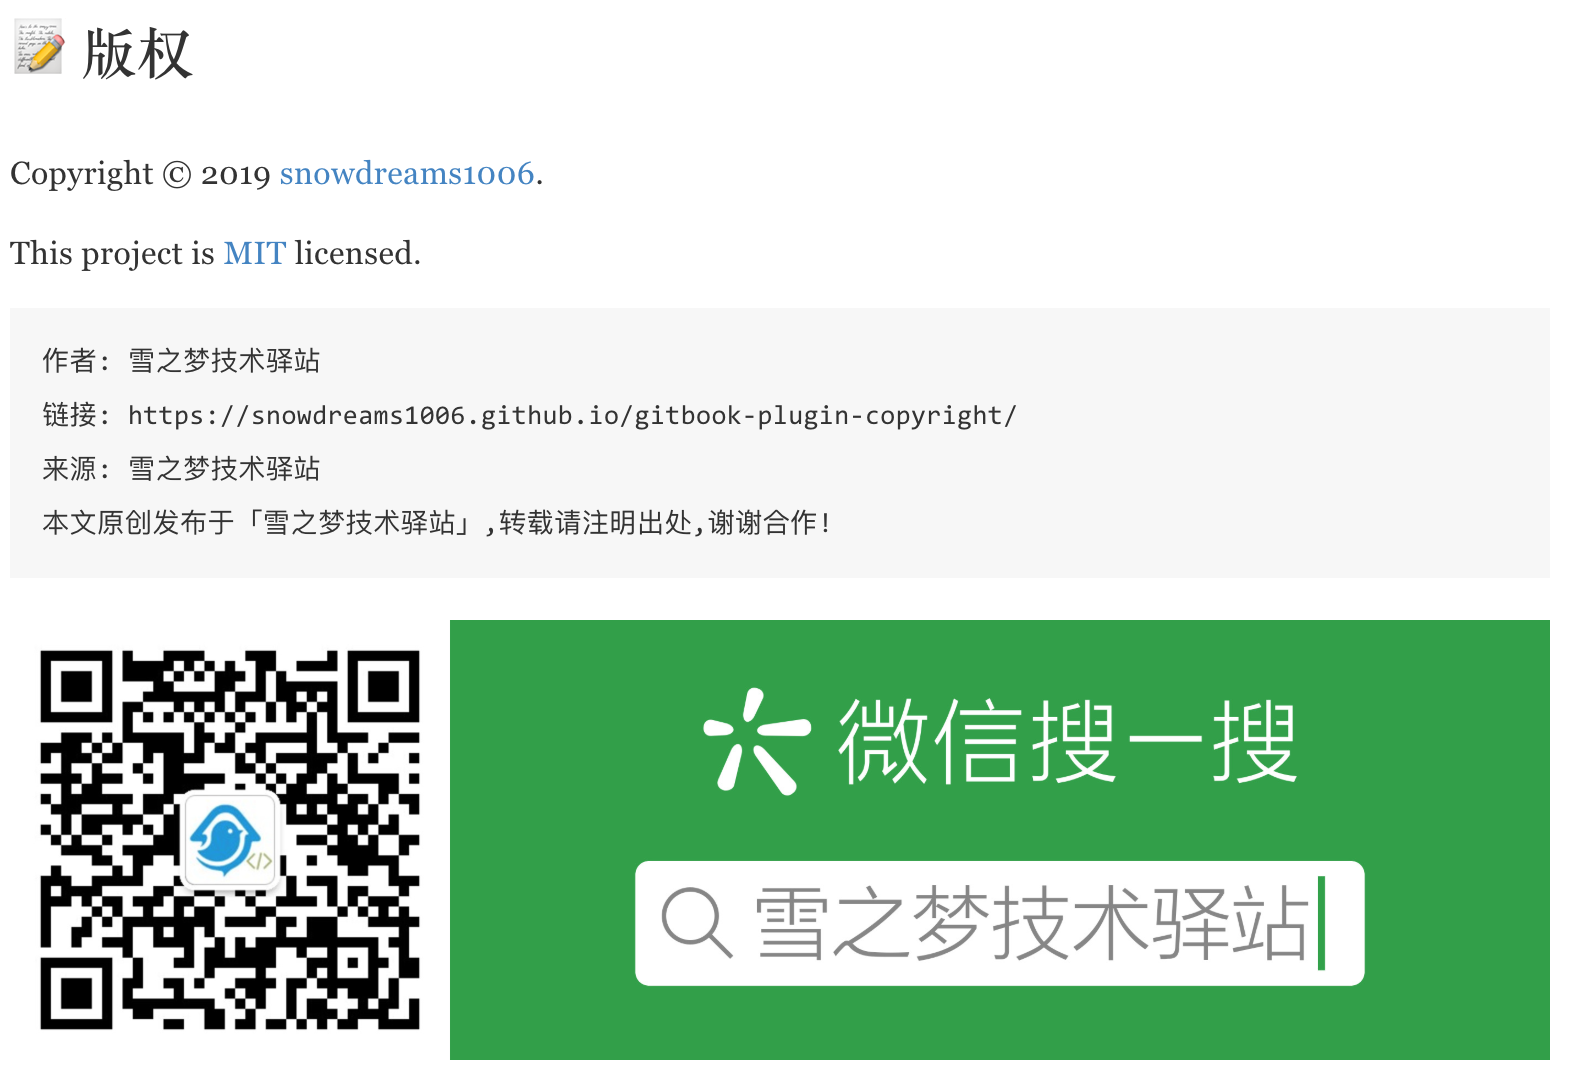 版权
Copyright © 2019 snowdreams1006.
This project is MIT licensed.
作者: 雪之梦技术驿站
链接: https://snowdreams1006.github.io/gitbook-plugin-copyright/
来源: 雪之梦技术驿站
本文原创发布于「雪之梦技术驿站」,转载请注明出处,谢谢合作!
微信搜一搜
雪之梦技术驿站